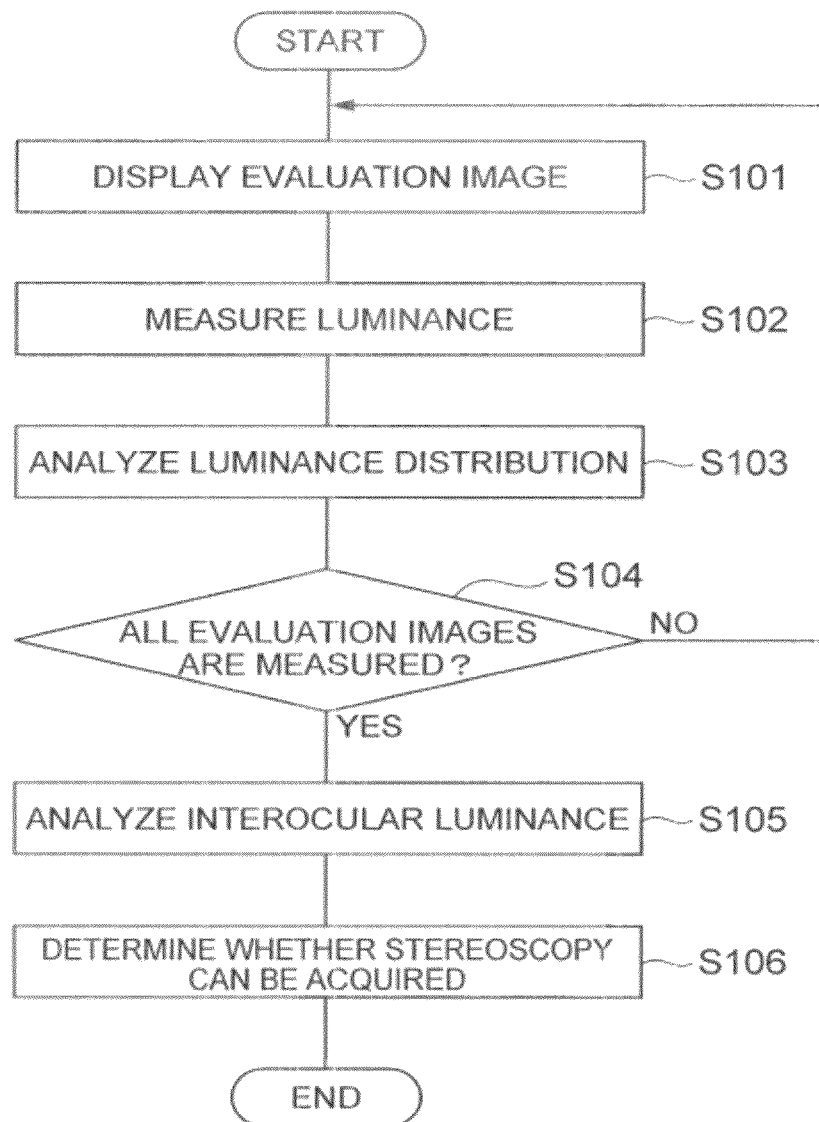 START
DISPLAY EVALUATION IMAGE
S101
MEASURE LUMINANCE
S102
ANALYZE LUMINANCE DISTRIBUTION
S103
S104
ALL EVALUATION IMAGES
ARE MEASURED?
NO
YES
ANALYZE INTEROCULAR LUMINANCE
S105
DETERMINE WHETHER STEREOSCOPY
CAN BE ACQUIRED
S106
END